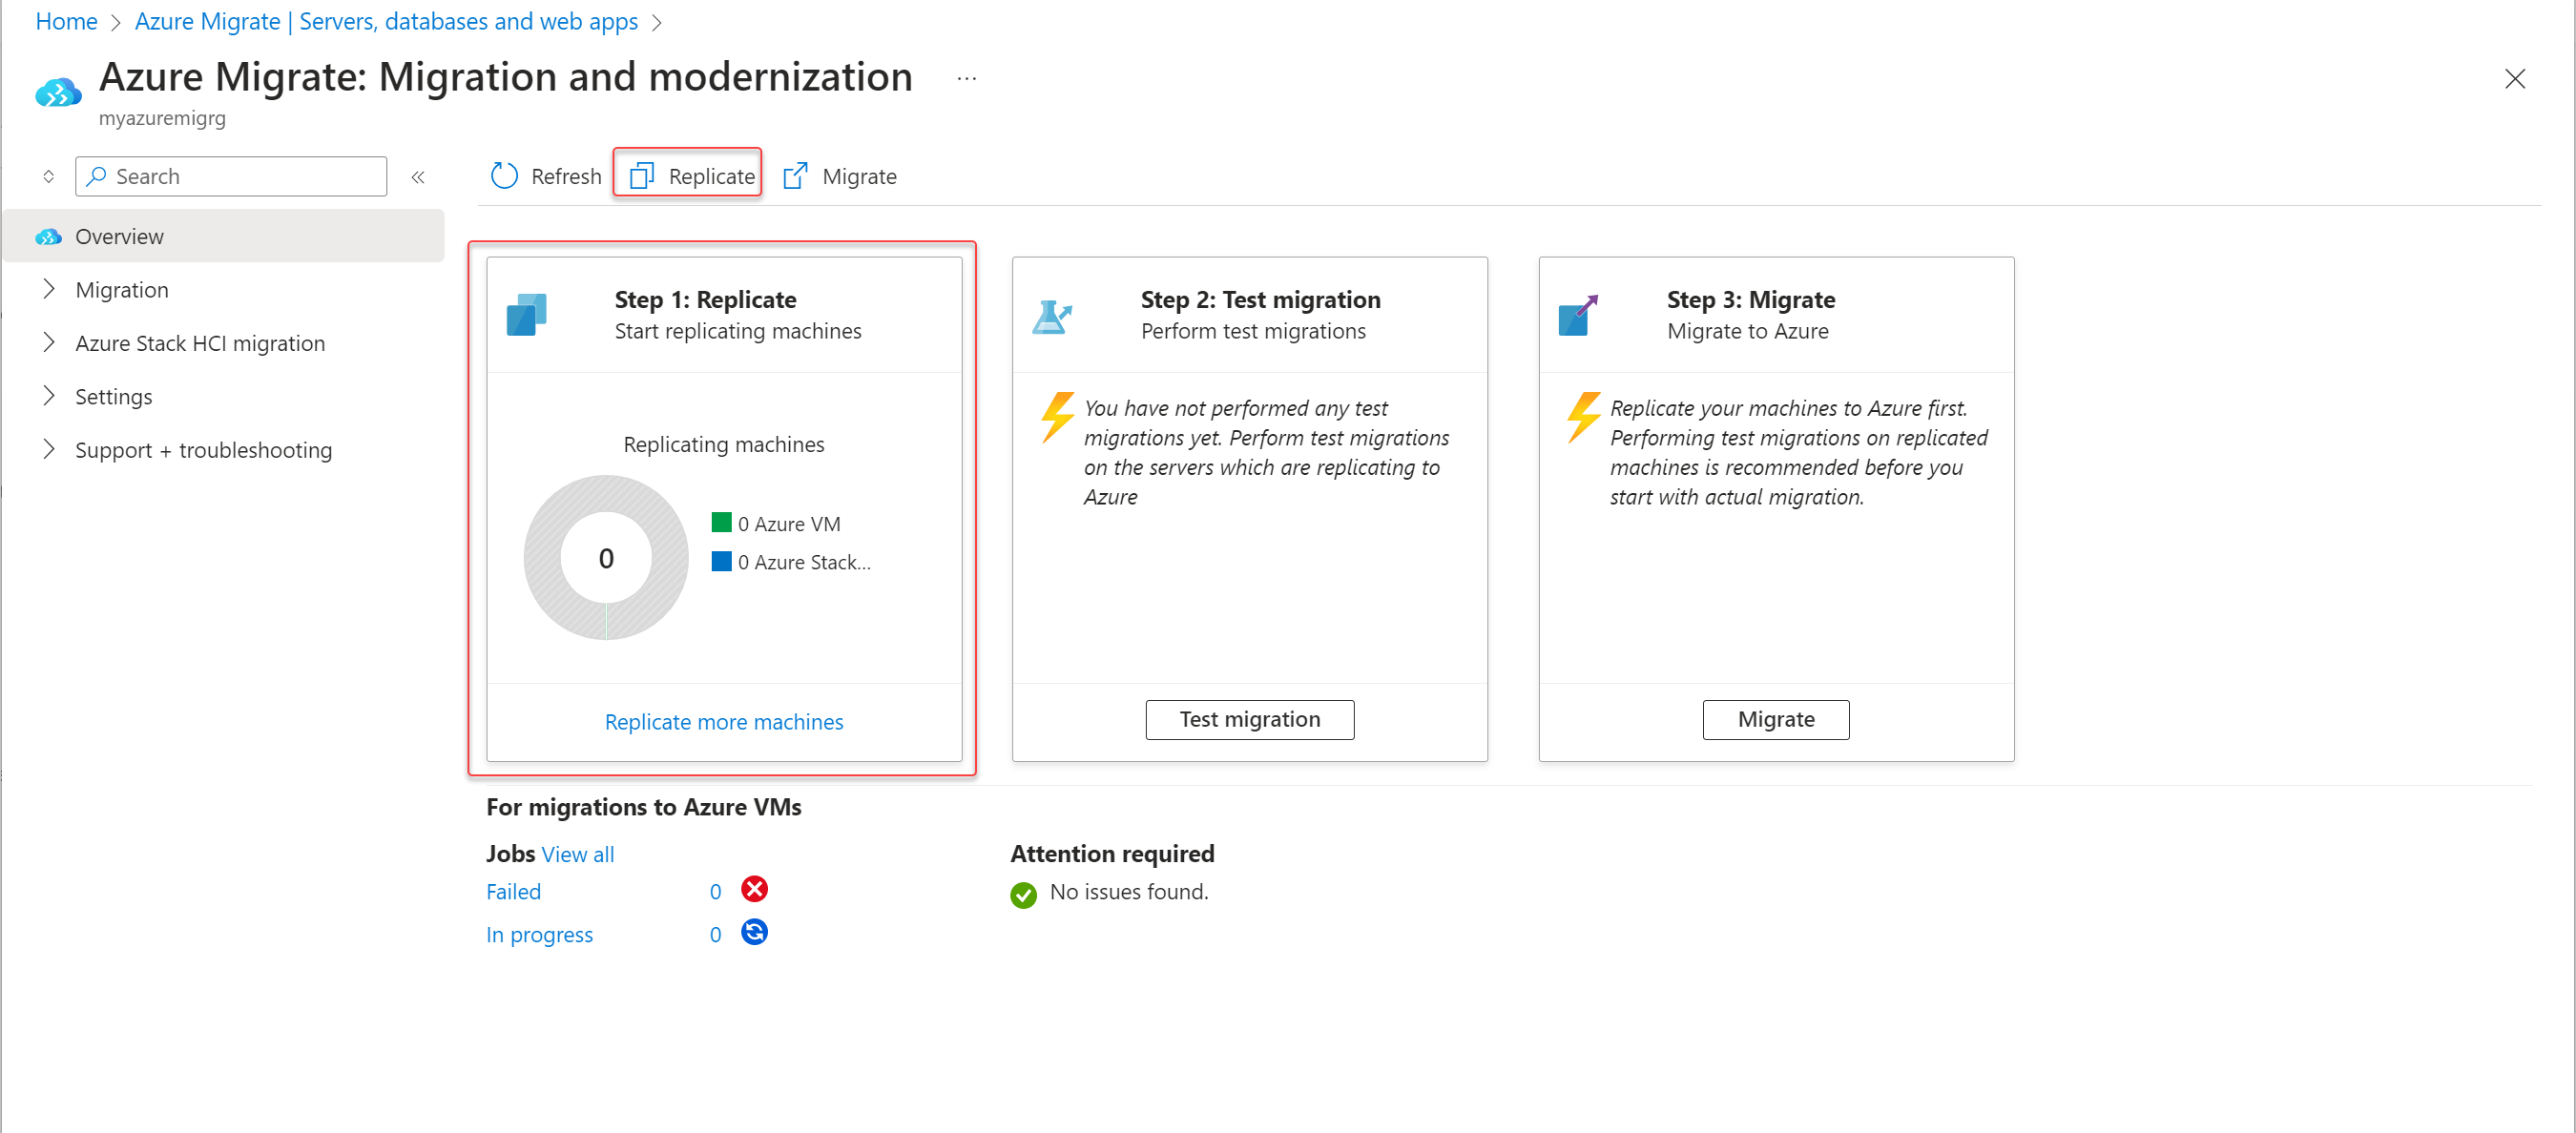 Home > Azure Migrate | Servers, databases and web apps >
Azure Migrate: Migration and modernization ...
myazuremigrg
Search
«
Refresh
Replicate
Migrate
Overview
Migration
Azure Stack HCI migration
Settings
Support + troubleshooting
Step 1: Replicate
Start replicating machines
Replicating machines
0
0 Azure VM
0 Azure Stack...
Replicate more machines
Step 2: Test migration
Perform test migrations
You have not performed any test
migrations yet. Perform test migrations
on the servers which are replicating to
Azure
Test migration
Step 3: Migrate
Migrate to Azure
Replicate your machines to Azure first.
Performing test migrations on replicated
machines is recommended before you
start with actual migration.
Migrate
For migrations to Azure VMs
Jobs View all
Failed 0
In progress 0
Attention required
No issues found.